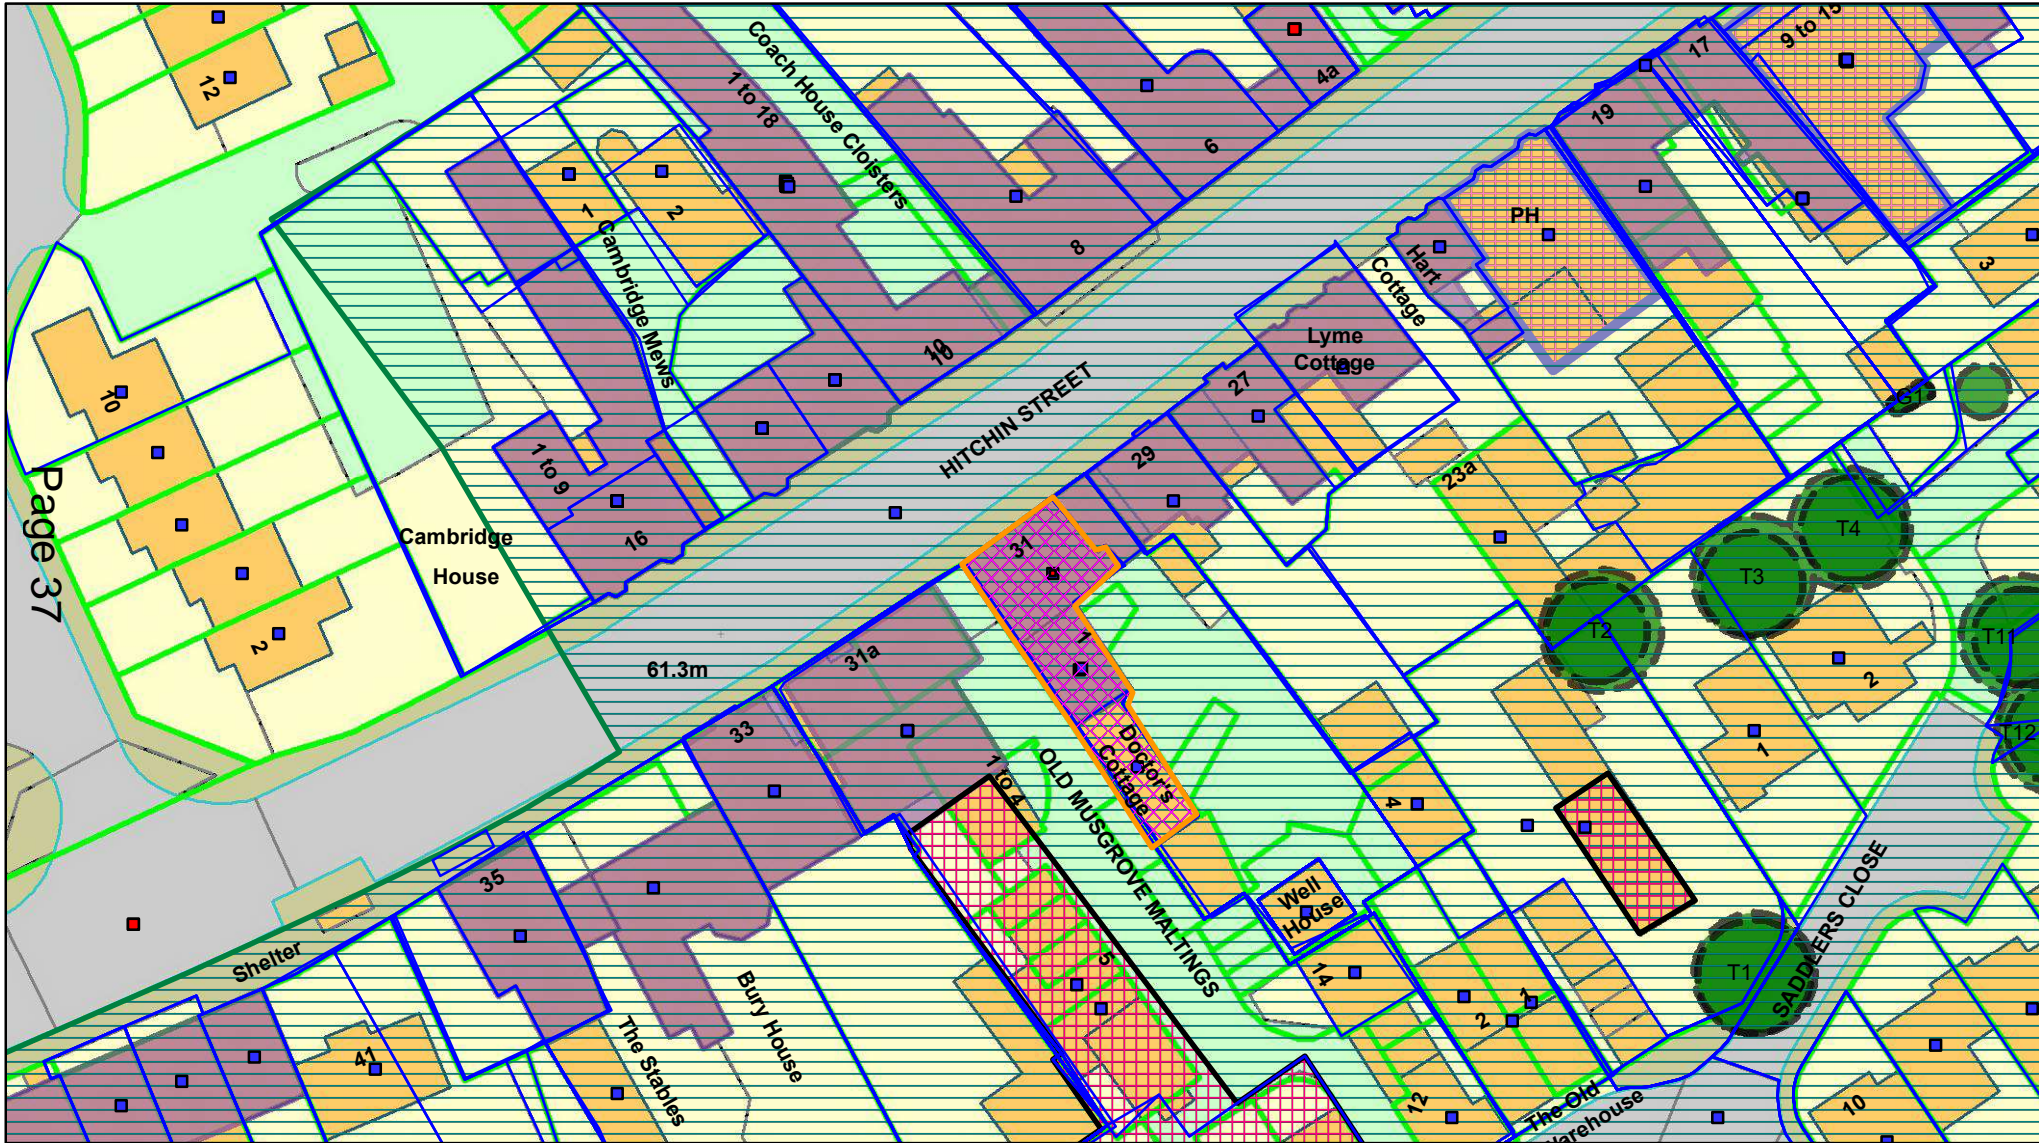 12
1 to 18
Coach House Cloisters
4a
6
8
17
9 to 15
19
PH
3
1
2
Cambridge Mews
Hart
Cottage
Lyme
Cottage
10
10
10
HITCHIN STREET
27
29
23a
G1
1 to 9
16
Cambridge
House
Page 37
2
31
1
61.3m
31a
33
T4
T3
T2
T11
T12
2
1
Doctor's
Cottage
1 to 4
OLD MUSGROVE MALTINGS
4
35
Well
House
14
5
Shelter
Bury House
The Stables
41
2
1
12
T1
SADDLERS CLOSE
The Old
Warehouse
10